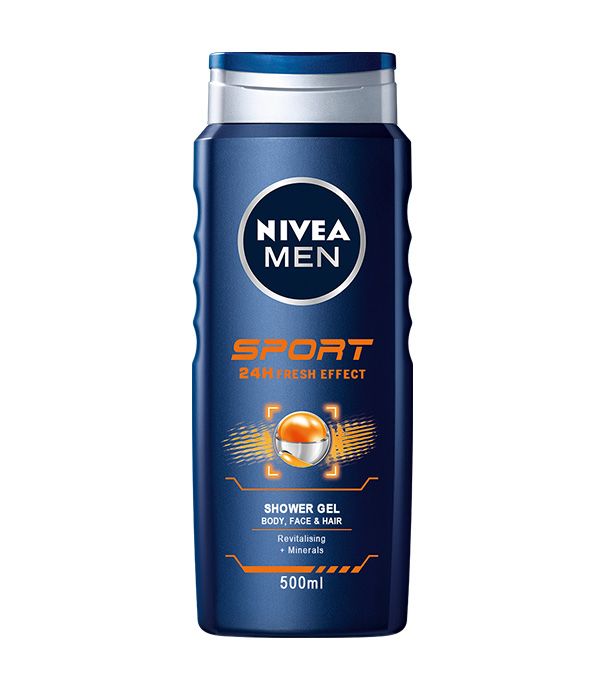 NIVEA
MEN
SPORT
24H FRESH EFFECT
SHOWER GEL
BODY, FACE & HAIR
Revitalising
+ Minerals
500ml